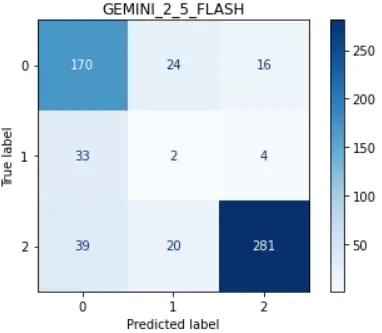 GEMINI_2_5_FLASH
True label
0 170 24 16
1 33 2 4
2 39 20 281
0 1 2
Predicted label
250
200
150
100
50